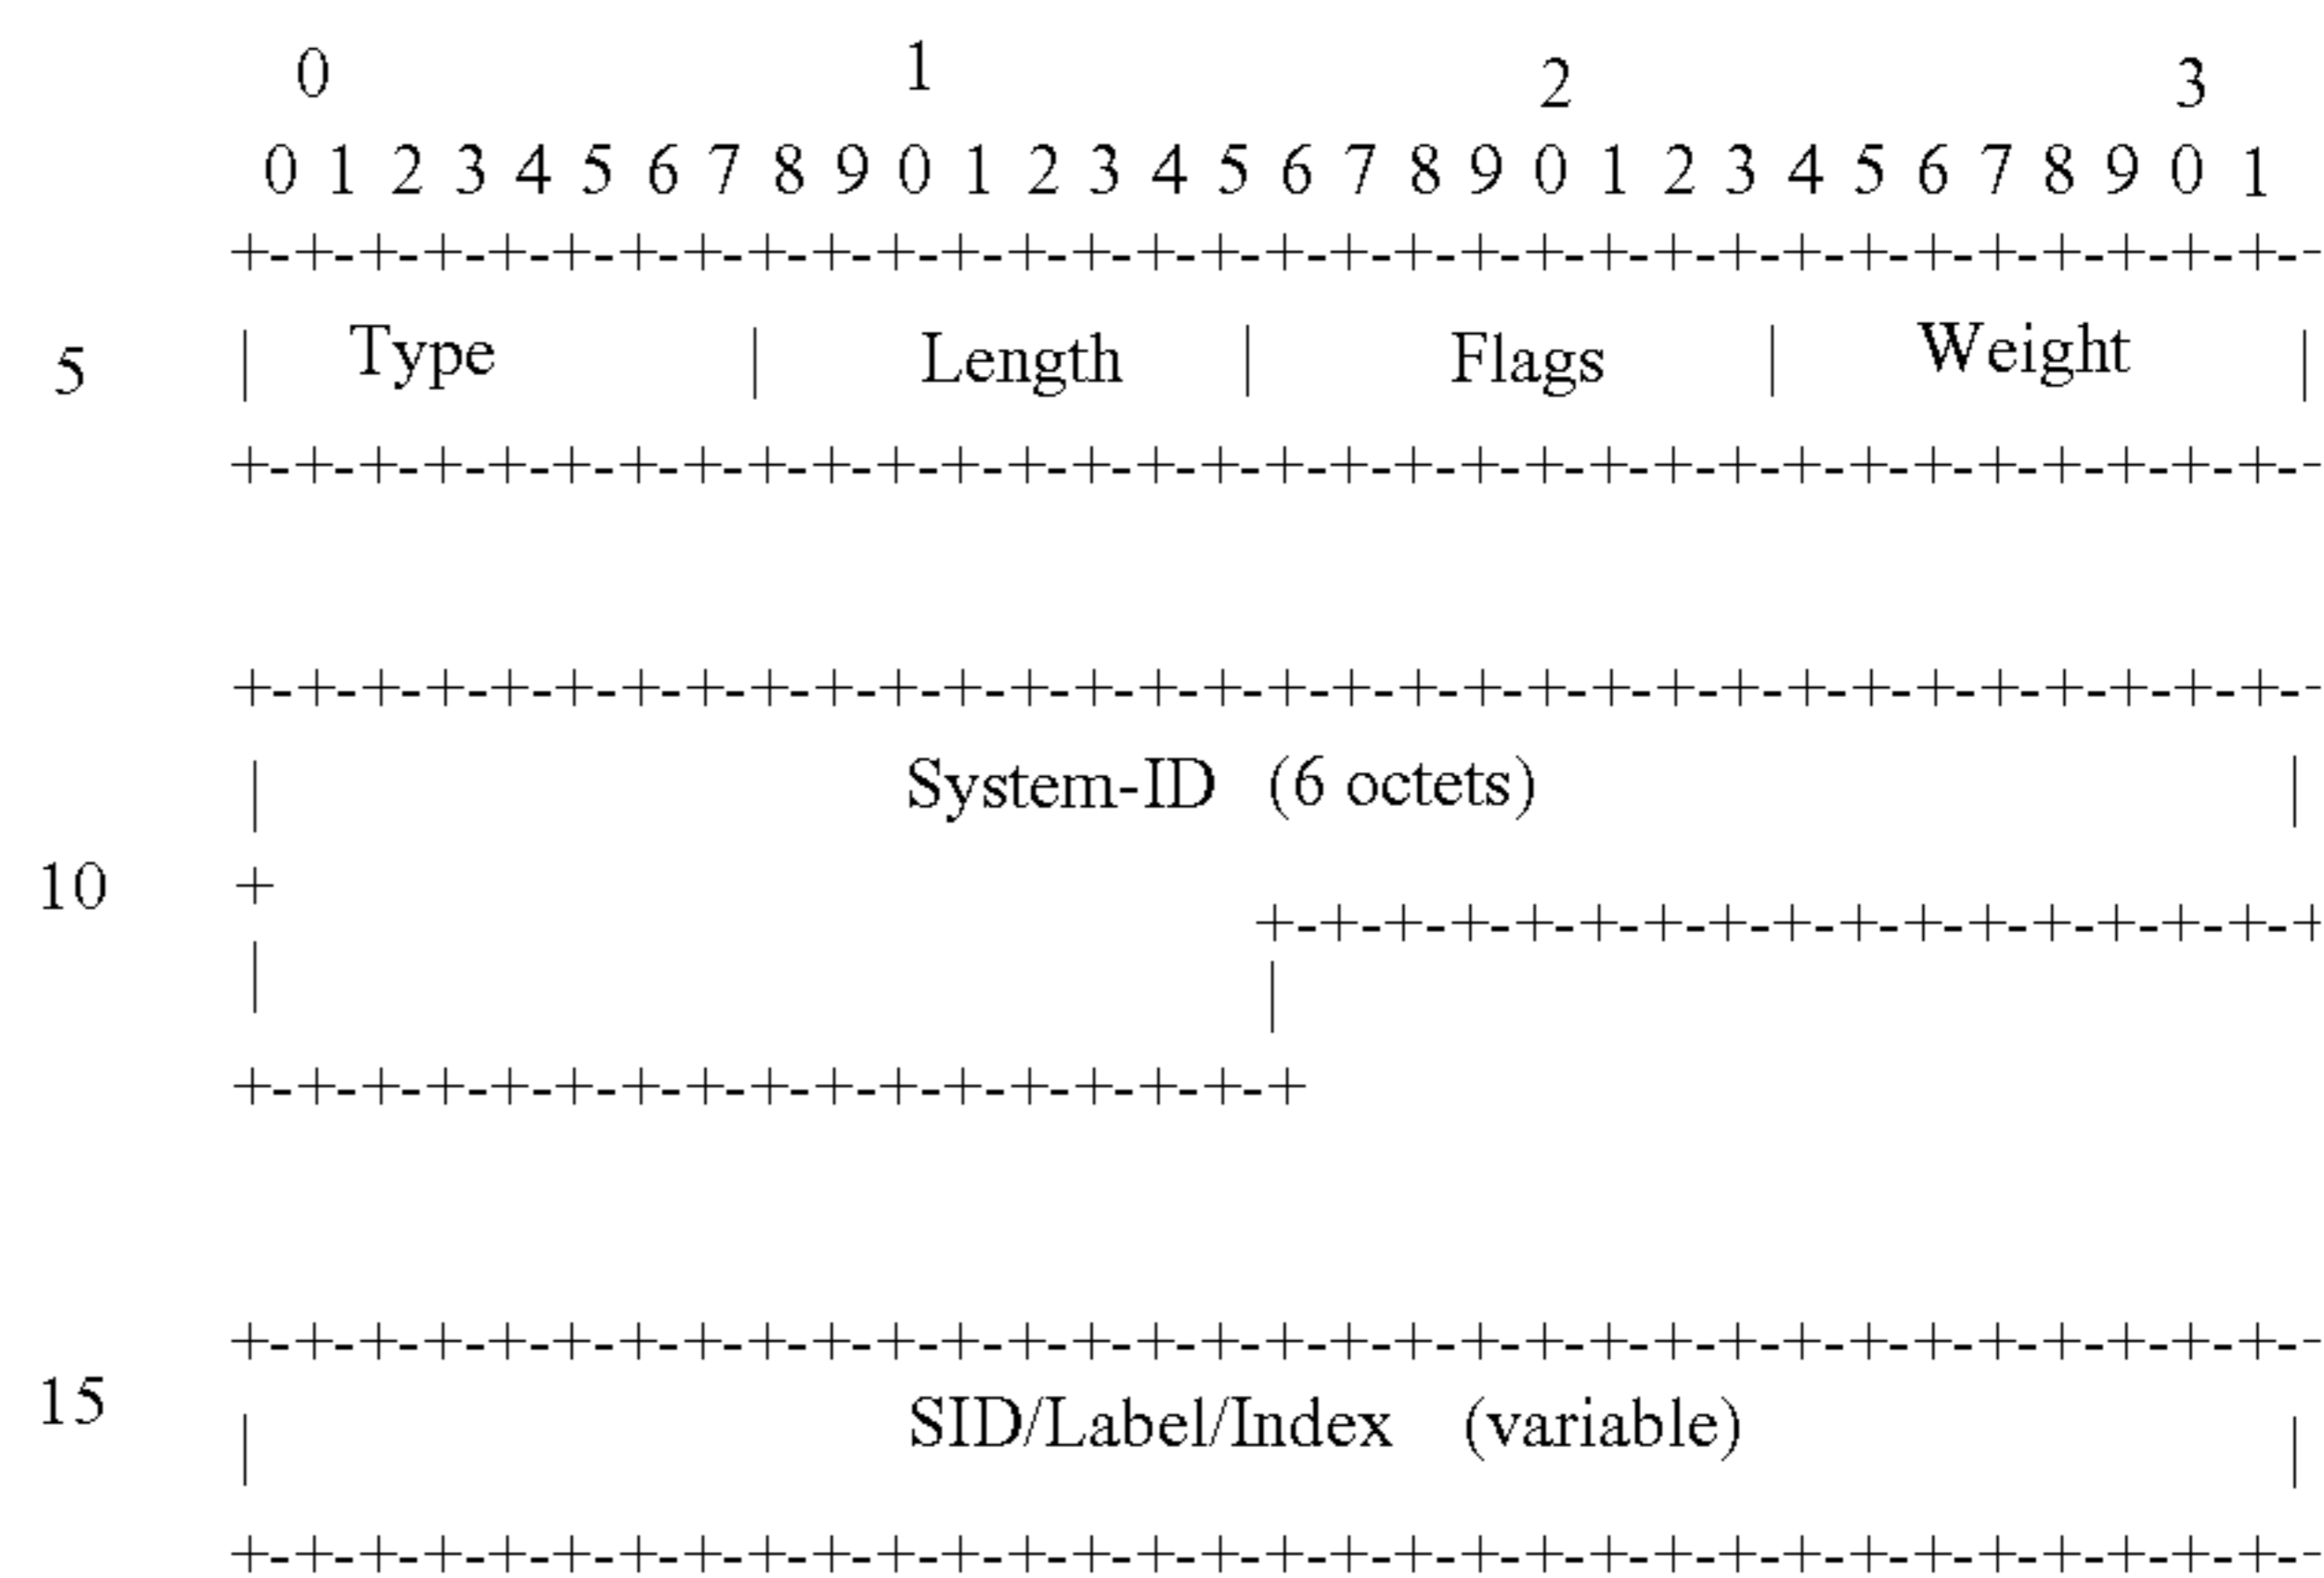 0 1 2 3
0 1 2 3 4 5 6 7 8 9 0 1 2 3 4 5 6 7 8 9 0 1 2 3 4 5 6 7 8 9 0 1
+-+-+-+-+-+-+-+-+-+-+-+-+-+-+-+-+-+-+-+-+-+-+-+-+-+-+-+-+-+-+-+-+
5 | Type | Length | Flags | Weight |
+-+-+-+-+-+-+-+-+-+-+-+-+-+-+-+-+-+-+-+-+-+-+-+-+-+-+-+-+-+-+-+-+
+-+-+-+-+-+-+-+-+-+-+-+-+-+-+-+-+-+-+-+-+-+-+-+-+-+-+-+-+-+-+-+-+
| System-ID (6 octets) |
10 + +-+-+-+-+-+-+-+-+-+-+-+-+-+-+-+-+
| |
+-+-+-+-+-+-+-+-+-+-+-+-+-+-+-+-+
+-+-+-+-+-+-+-+-+-+-+-+-+-+-+-+-+-+-+-+-+-+-+-+-+-+-+-+-+-+-+-+-+
15 | SID/Label/Index (variable) |
+-+-+-+-+-+-+-+-+-+-+-+-+-+-+-+-+-+-+-+-+-+-+-+-+-+-+-+-+-+-+-+-+